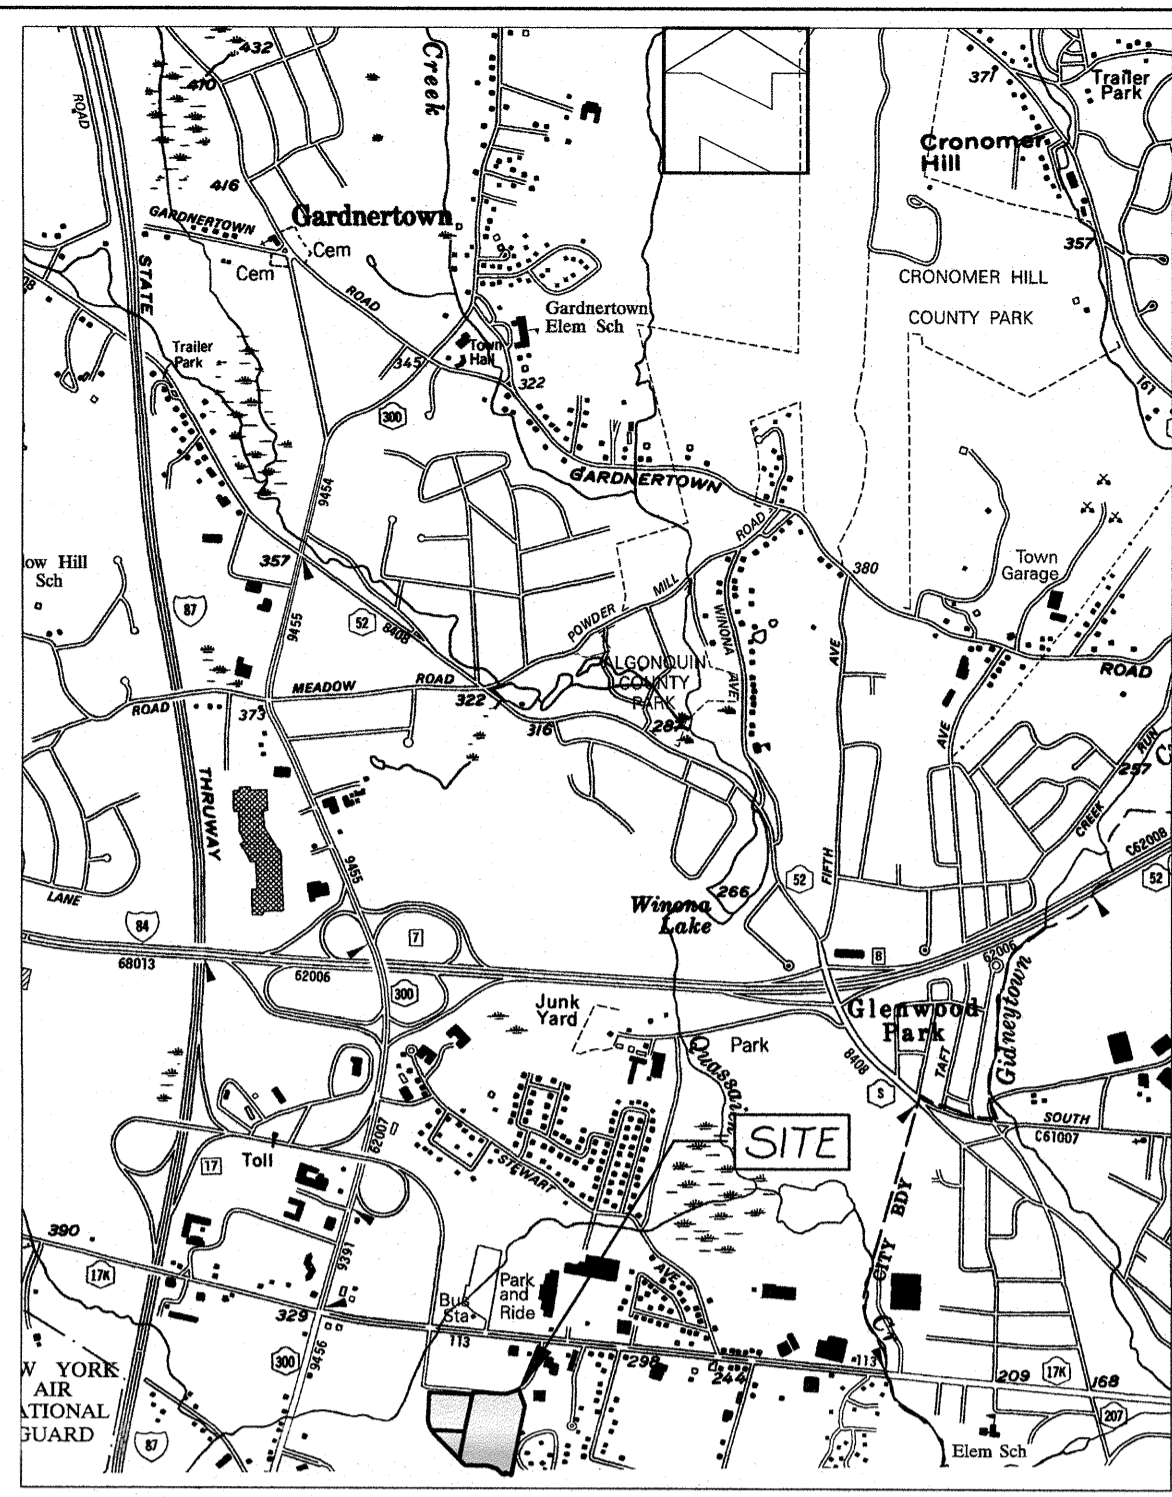 432
410
ROAD
Creek
371
Trailer
Park
Cronomer
Hill
416
GARDNERTOWN
Gardnertown
Cem
Cem
357
STATE
ROAD
CRONOMER HILL
COUNTY PARK
Gardnertown
Elem Sch
Trailer
Park
345
Town
Hall
322
161
300
GARDNERTOWN
9454
ROAD
357
380
Town
Garage
ow Hill
Sch
87
52
8408
9455
POWDER MILL
WINONA
AVE
AVE
ALGONQUIN
COUNTY
PARK
ROAD
MEADOW ROAD
322
ROAD
373
316
287
AVE
RUN
257
CREEK
THRUWAY
9455
FIFTH
C62008
52
52
LANE
266
Winona
Lake
84
7
68013
62006
8
62006
300
Junk
Yard
Glenwood
Park
Gidneytown
Park
Quassaick
8408
TAFT
S
SOUTH
C61007
SITE
62007
17
Toll
STEWART
CITY BDY
390
17K
9391
Park
and
Ride
Bus
Sta
AVE
Cr
329
113
298
244
113
209
17K
168
300
9456
W YORK
AIR
ATIONAL
GUARD
87
207
Elem Sch